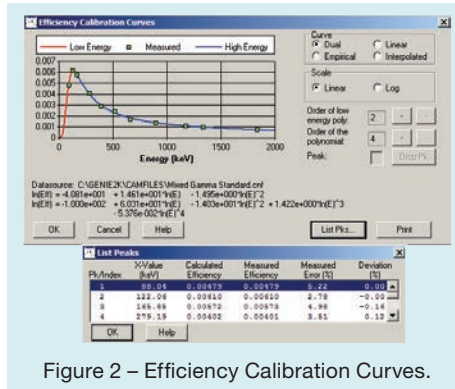 Efficiency Calibration Curves
Low Energy Measured High Energy
0.007
0.006
0.005
0.004
0.003
0.002
0.001
0
0 500 1000 1500 2000
Energy (keV)
Curve
Dual Linear
Empirical Interpolated
Scale
Linear Log
Order of low energy poly: 2 + -
Order of the polynomial: 4 + -
Peak: Drop Pk
Datasource: C:\GENIE2K\CAMFILES\Mixed Gamma Standard.cnf
ln(Eff) = -4.081e+001 +1.461e+001*ln(E) -1.495e+000*ln(E)^2
ln(Eff) = -1.000e+002 + 6.031e+001*ln(E) -1.403e+001*ln(E)^2 + 1.422e+000*ln(E)^3
- 5.376e-002*ln(E)^4
OK Cancel Help List Pks... Print
List Peaks
Pk/Index X-Value (keV) Calculated Efficiency Measured Efficiency Measured Error (%) Deviation (%)
1 88.04 0.00479 0.00479 5.22 0.00
2 122.06 0.00610 0.00610 2.78 -0.00
3 165.85 0.00572 0.00573 4.98 -0.16
4 279.19 0.00402 0.00401 3.51 0.12
OK Help
Figure 2 – Efficiency Calibration Curves.